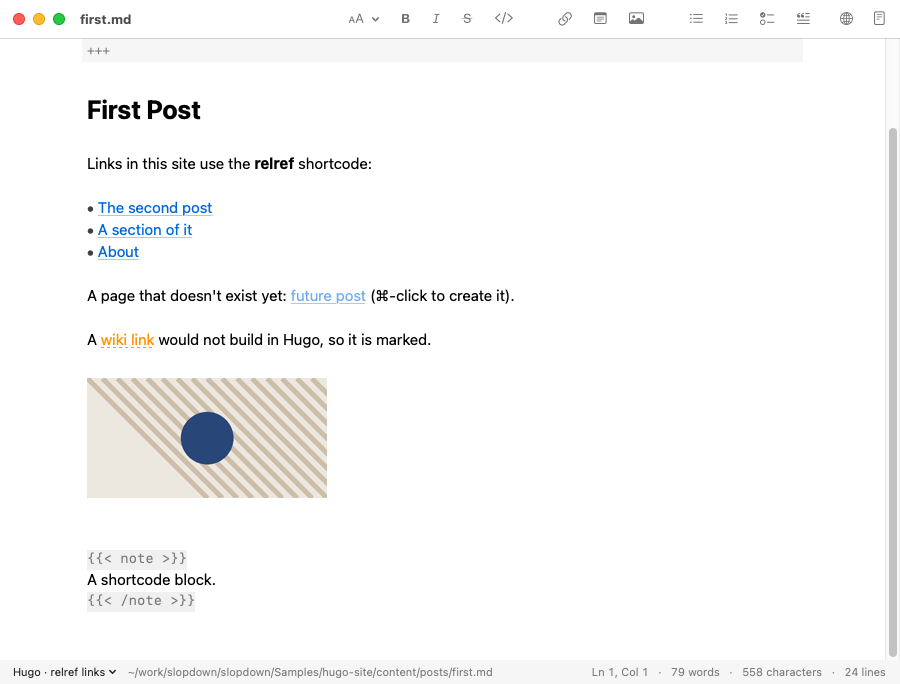 first.md
AA
B
I
S
</>
+++
First Post
Links in this site use the relref shortcode:
• The second post
• A section of it
• About
A page that doesn't exist yet: future post (⌘-click to create it).
A wiki link would not build in Hugo, so it is marked.
{{< note >}}
A shortcode block.
{{< /note >}}
Hugo · relref links ~/work/slopdown/slopdown/Samples/hugo-site/content/posts/first.md Ln 1, Col 1 · 79 words · 558 characters · 24 lines